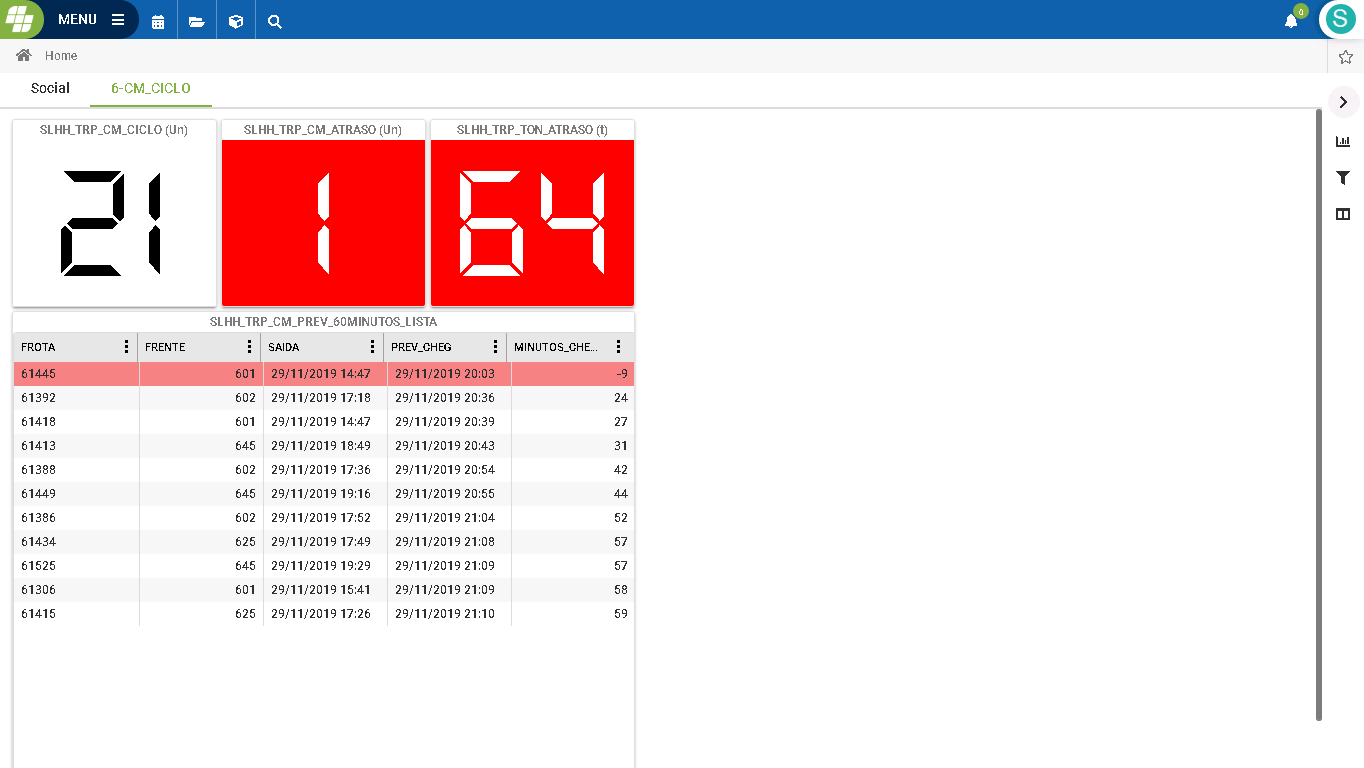 MENU
0
S
Home
Social 6-CM_CICLO
SLHH_TRP_CM_CICLO (Un) SLHH_TRP_CM_ATRASO (Un) SLHH_TRP_TON_ATRASO (t)
21 1 64
SLHH_TRP_CM_PREV_60MINUTOS_LISTA
FROTA FRENTE SAIDA PREV_CHEG MINUTOS_CHE...
61445 601 29/11/2019 14:47 29/11/2019 20:03 -9
61392 602 29/11/2019 17:18 29/11/2019 20:36 24
61418 601 29/11/2019 14:47 29/11/2019 20:39 27
61413 645 29/11/2019 18:49 29/11/2019 20:43 31
61388 602 29/11/2019 17:36 29/11/2019 20:54 42
61449 645 29/11/2019 19:16 29/11/2019 20:55 44
61386 602 29/11/2019 17:52 29/11/2019 21:04 52
61434 625 29/11/2019 17:49 29/11/2019 21:08 57
61525 645 29/11/2019 19:29 29/11/2019 21:09 57
61306 601 29/11/2019 15:41 29/11/2019 21:09 58
61415 625 29/11/2019 17:26 29/11/2019 21:10 59